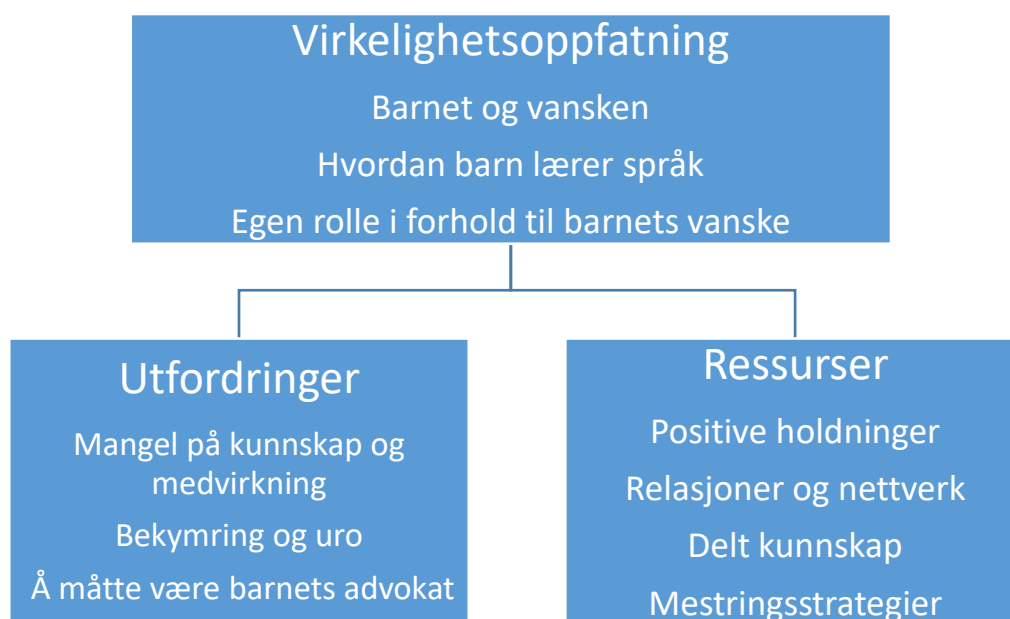 Virkelighetsoppfatning
Barnet og vansken
Hvordan barn lærer språk
Egen rolle i forhold til barnets vanske
Utfordringer
Mangel på kunnskap og
medvirkning
Bekymring og uro
Å måtte være barnets advokat
Ressurser
Positive holdninger
Relasjoner og nettverk
Delt kunnskap
Mestringsstrategier